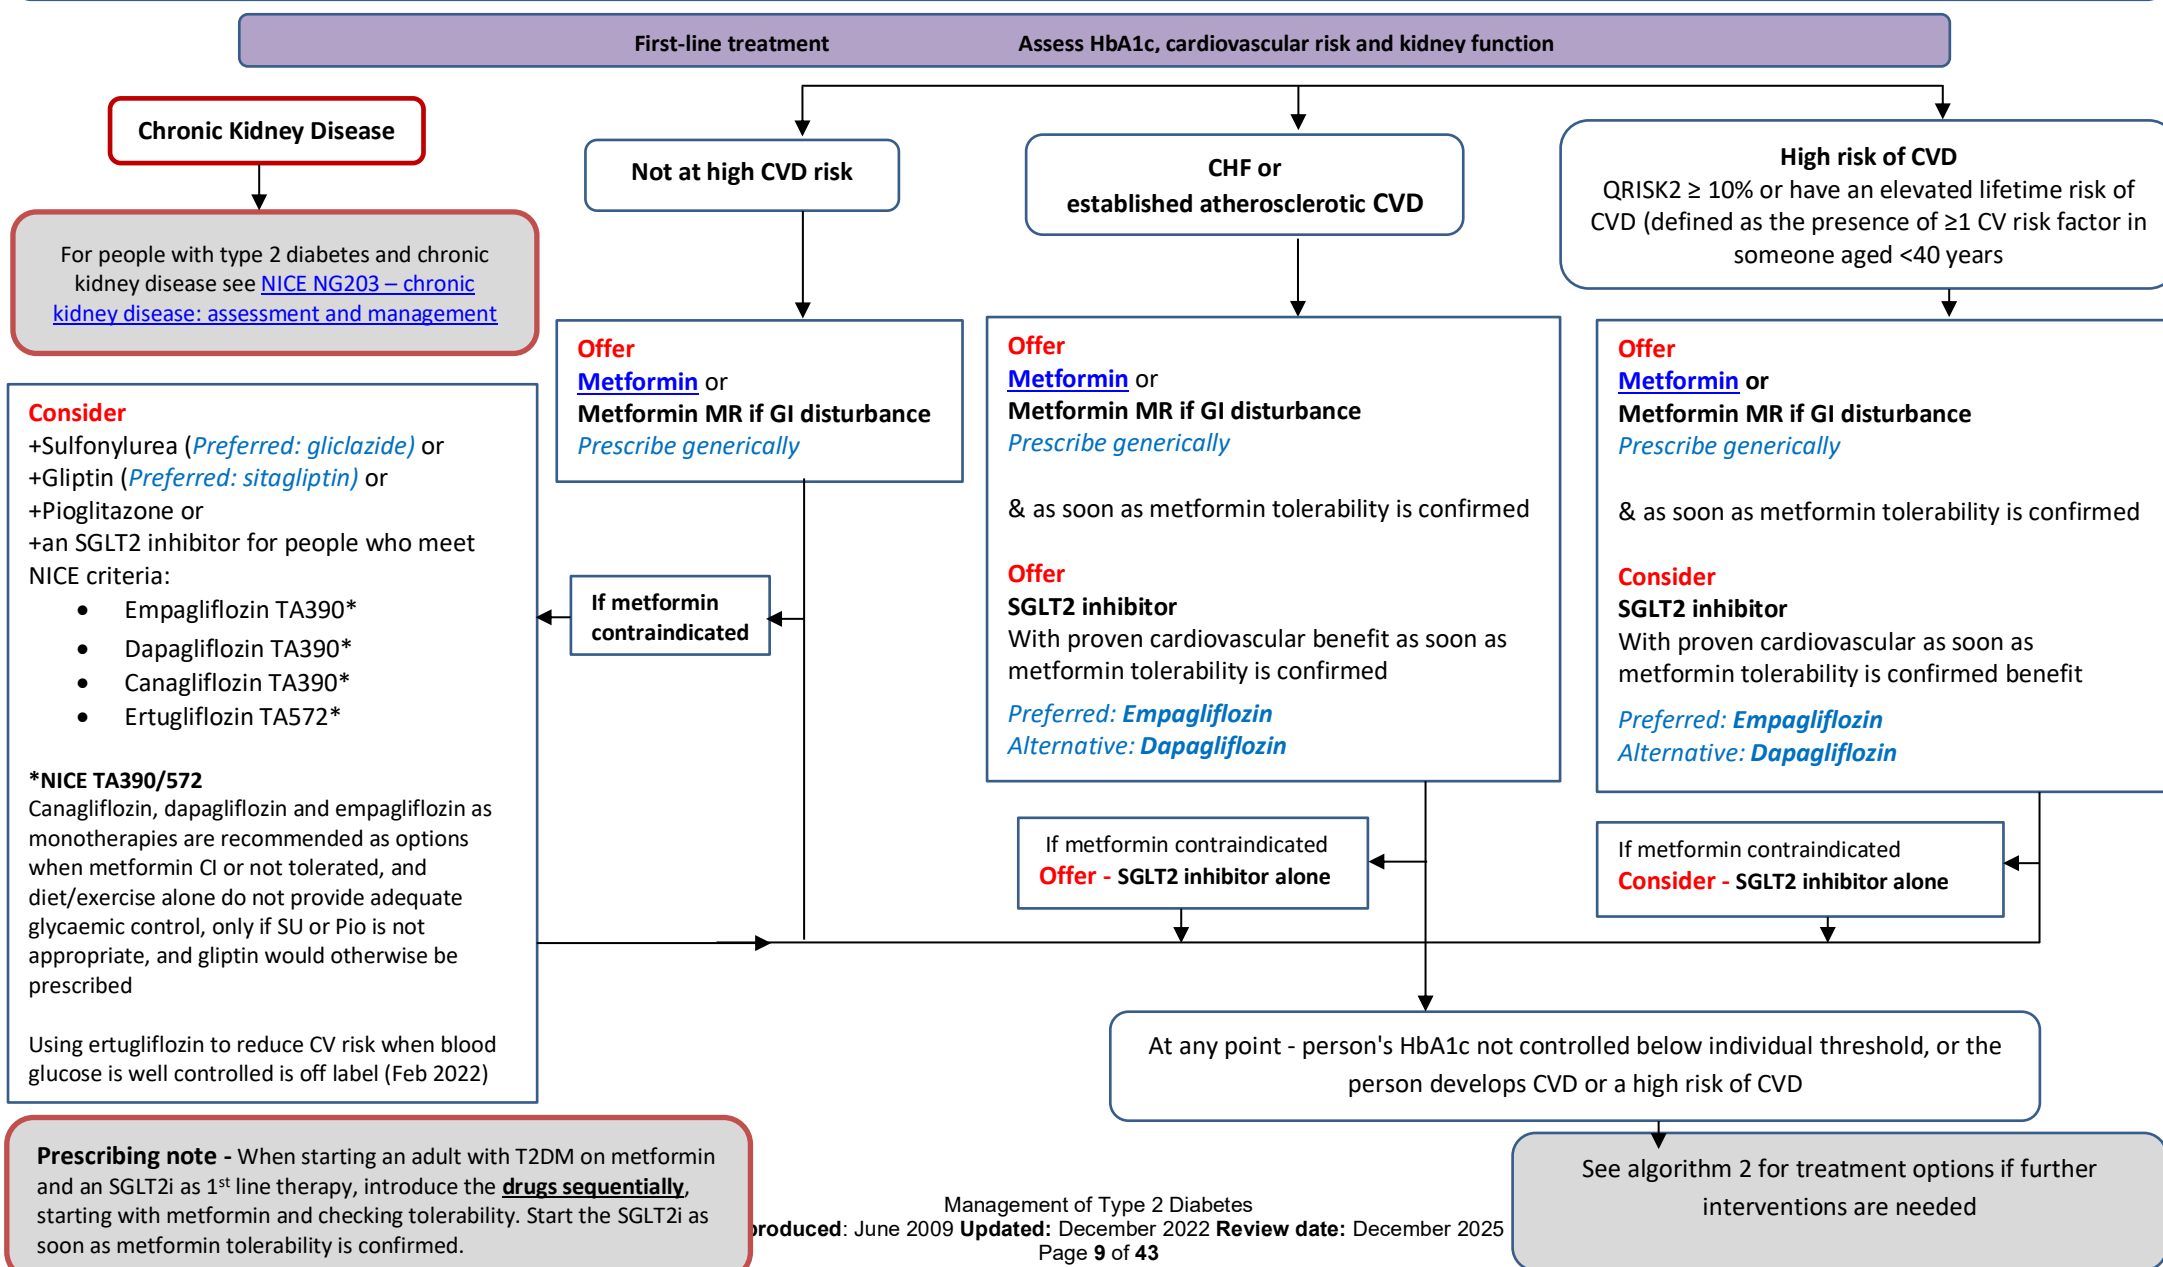 First-line treatment Assess HbA1c, cardiovascular risk and kidney function
Chronic Kidney Disease
For people with type 2 diabetes and chronic
kidney disease see NICE NG203 – chronic
kidney disease: assessment and management
Not at high CVD risk
CHF or
established atherosclerotic CVD
High risk of CVD
QRISK2 ≥ 10% or have an elevated lifetime risk of
CVD (defined as the presence of ≥1 CV risk factor in
someone aged <40 years
Consider
+Sulfonylurea (Preferred: gliclazide) or
+Gliptin (Preferred: sitagliptin) or
+Pioglitazone or
+an SGLT2 inhibitor for people who meet
NICE criteria:
• Empagliflozin TA390*
• Dapagliflozin TA390*
• Canagliflozin TA390*
• Ertugliflozin TA572*
*NICE TA390/572
Canagliflozin, dapagliflozin and empagliflozin as
monotherapies are recommended as options
when metformin CI or not tolerated, and
diet/exercise alone do not provide adequate
glycaemic control, only if SU or Pio is not
appropriate, and gliptin would otherwise be
prescribed
Using ertugliflozin to reduce CV risk when blood
glucose is well controlled is off label (Feb 2022)
Offer
Metformin or
Metformin MR if GI disturbance
Prescribe generically
If metformin
contraindicated
Offer
Metformin or
Metformin MR if GI disturbance
Prescribe generically
& as soon as metformin tolerability is confirmed
Offer
SGLT2 inhibitor
With proven cardiovascular benefit as soon as
metformin tolerability is confirmed
Preferred: Empagliflozin
Alternative: Dapagliflozin
If metformin contraindicated
Offer - SGLT2 inhibitor alone
Offer
Metformin or
Metformin MR if GI disturbance
Prescribe generically
& as soon as metformin tolerability is confirmed
Consider
SGLT2 inhibitor
With proven cardiovascular as soon as
metformin tolerability is confirmed benefit
Preferred: Empagliflozin
Alternative: Dapagliflozin
If metformin contraindicated
Consider - SGLT2 inhibitor alone
At any point - person's HbA1c not controlled below individual threshold, or the
person develops CVD or a high risk of CVD
See algorithm 2 for treatment options if further
interventions are needed
Prescribing note - When starting an adult with T2DM on metformin
and an SGLT2i as 1st line therapy, introduce the drugs sequentially,
starting with metformin and checking tolerability. Start the SGLT2i as
soon as metformin tolerability is confirmed.
Management of Type 2 Diabetes
produced: June 2009 Updated: December 2022 Review date: December 2025
Page 9 of 43